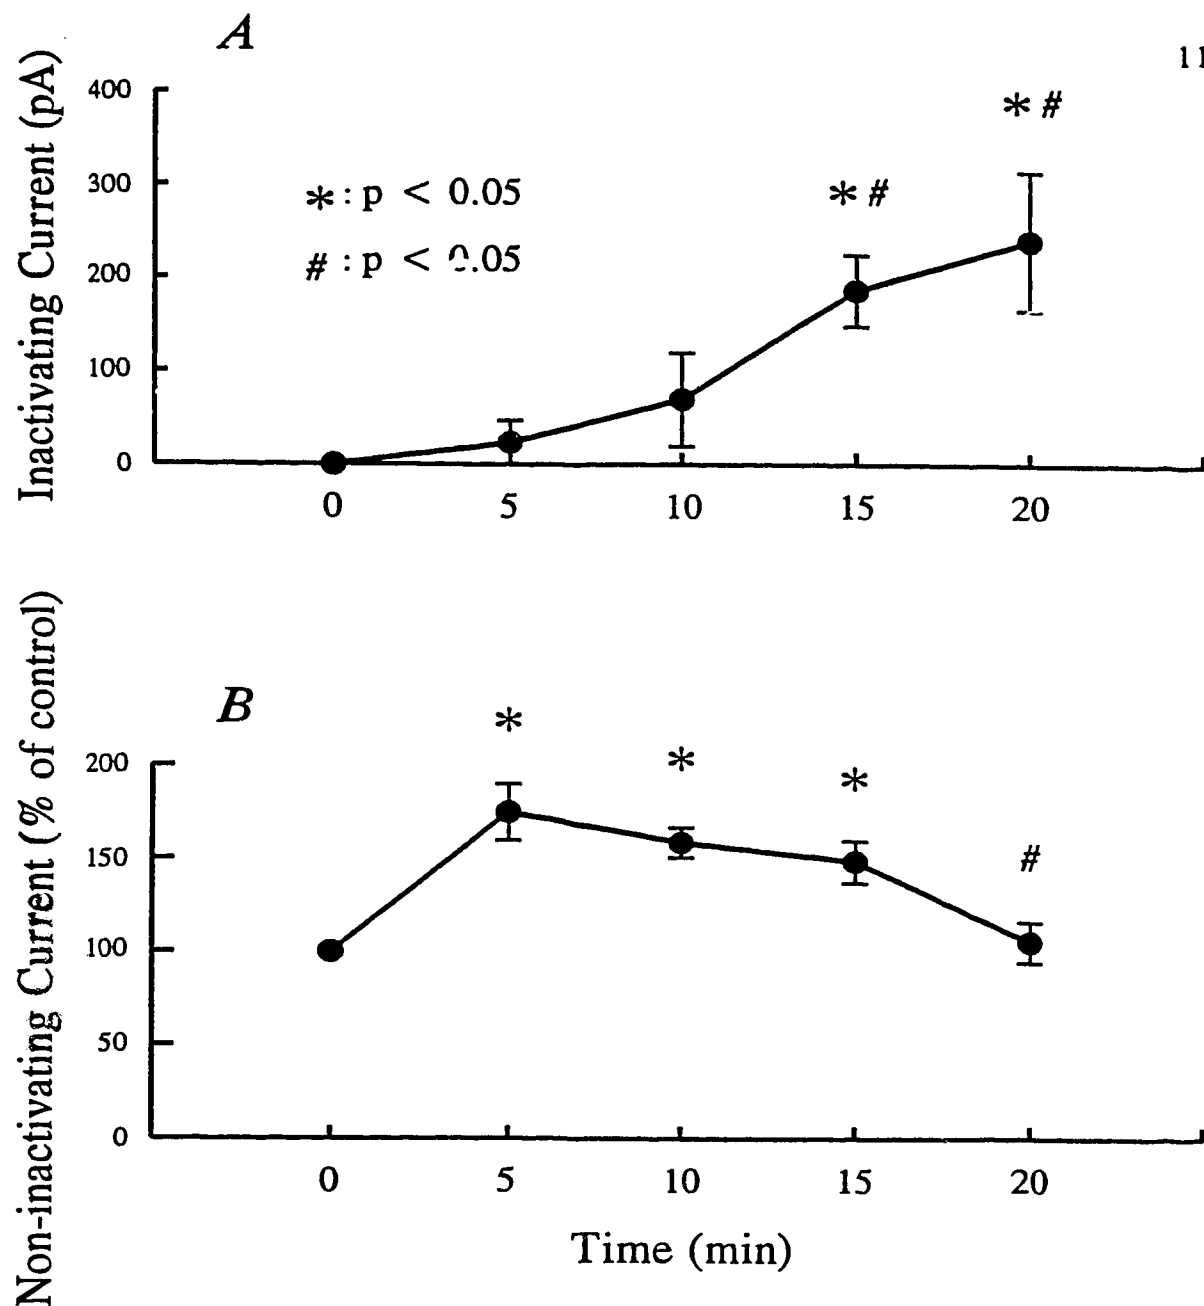 A
11
Inactivating Current (pA)
400
300
200
100
0
* #
* #
* : p < 0.05
# : p < 0.05
0 5 10 15 20
B
Non-inactivating Current (% of control)
200
150
100
50
0
*
*
*
#
0 5 10 15 20
Time (min)